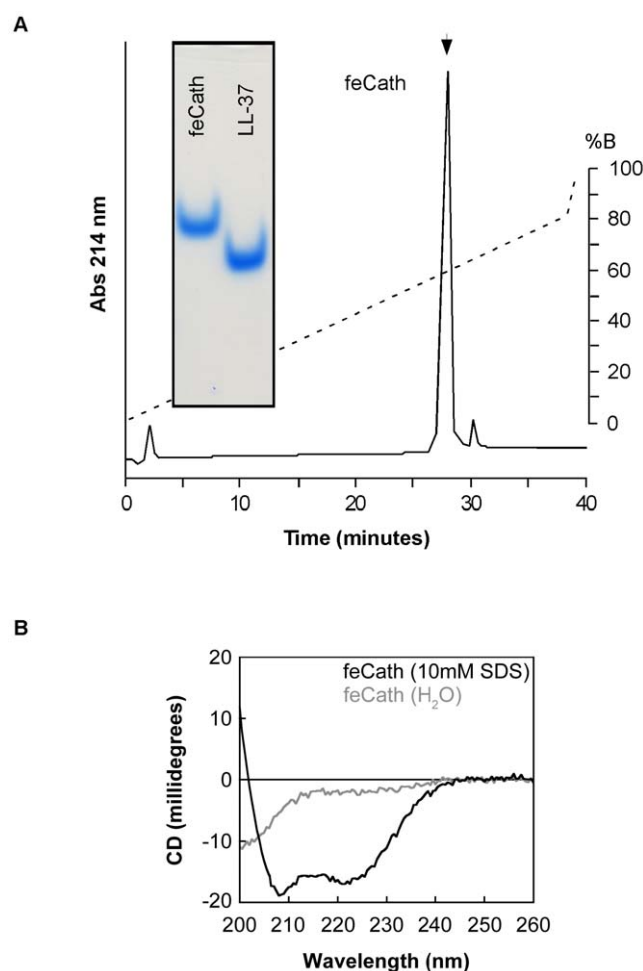 A
feCath
LL-37
feCath
%B
100
80
60
40
20
0
Abs 214 nm
0
10
20
30
40
Time (minutes)
B
feCath (10mM SDS)
feCath (H₂O)
20
10
0
-10
-20
CD (millidegrees)
200 210 220 230 240 250 260
Wavelength (nm)